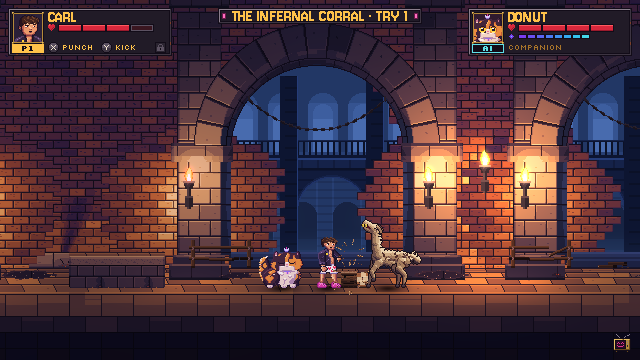 CARL
P1
X PUNCH Y KICK
THE INFERNAL CORRAL · TRY 1
DONUT
AI
COMPANION